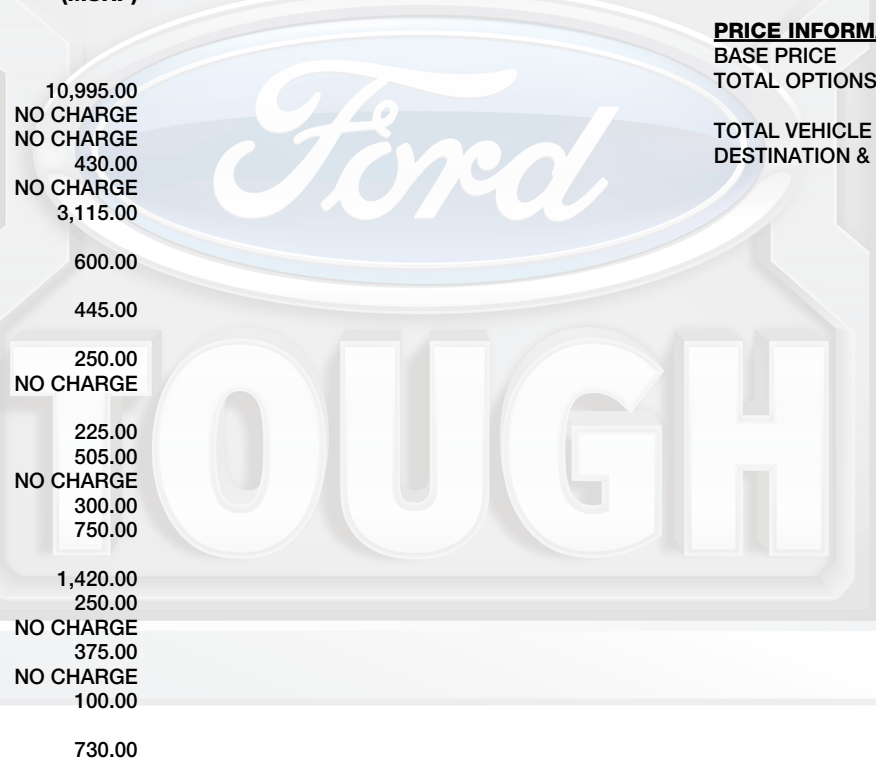 (MSRP)
10,995.00
NO CHARGE
NO CHARGE
430.00
NO CHARGE
3,115.00
600.00
445.00
250.00
NO CHARGE
225.00
505.00
NO CHARGE
300.00
750.00
1,420.00
250.00
NO CHARGE
375.00
NO CHARGE
100.00
730.00
PRICE INFORMA
BASE PRICE
TOTAL OPTIONS
TOTAL VEHICLE
DESTINATION &
Ford
TOUGH